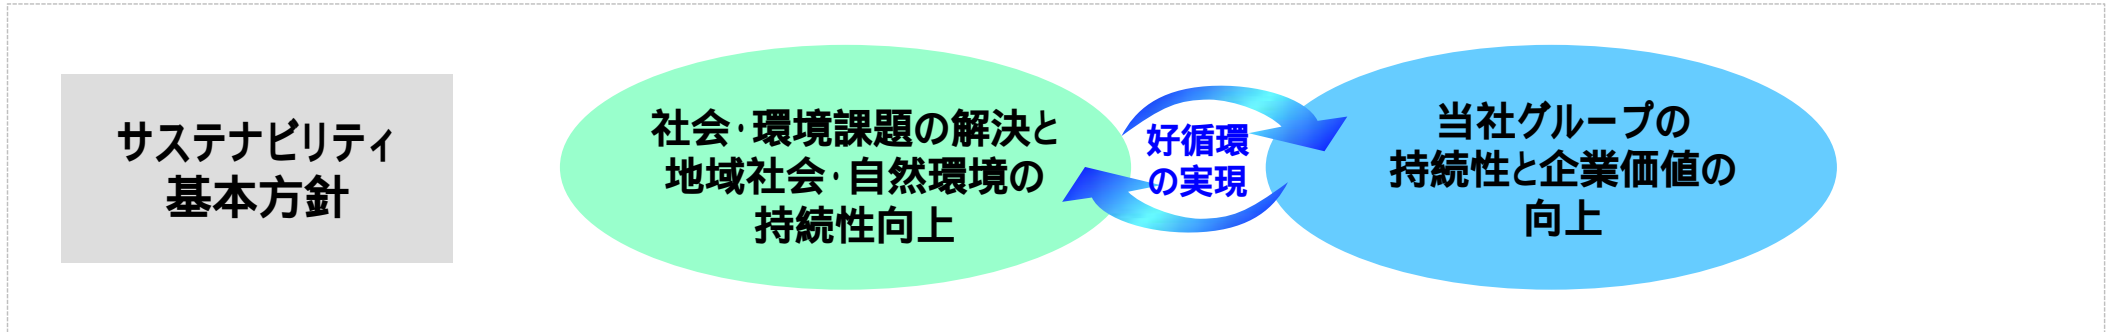 サステナビリティ
基本方針
社会・環境課題の解決と
地域社会・自然環境の
持続性向上
好循環
の実現
当社グループの
持続性と企業価値の
向上